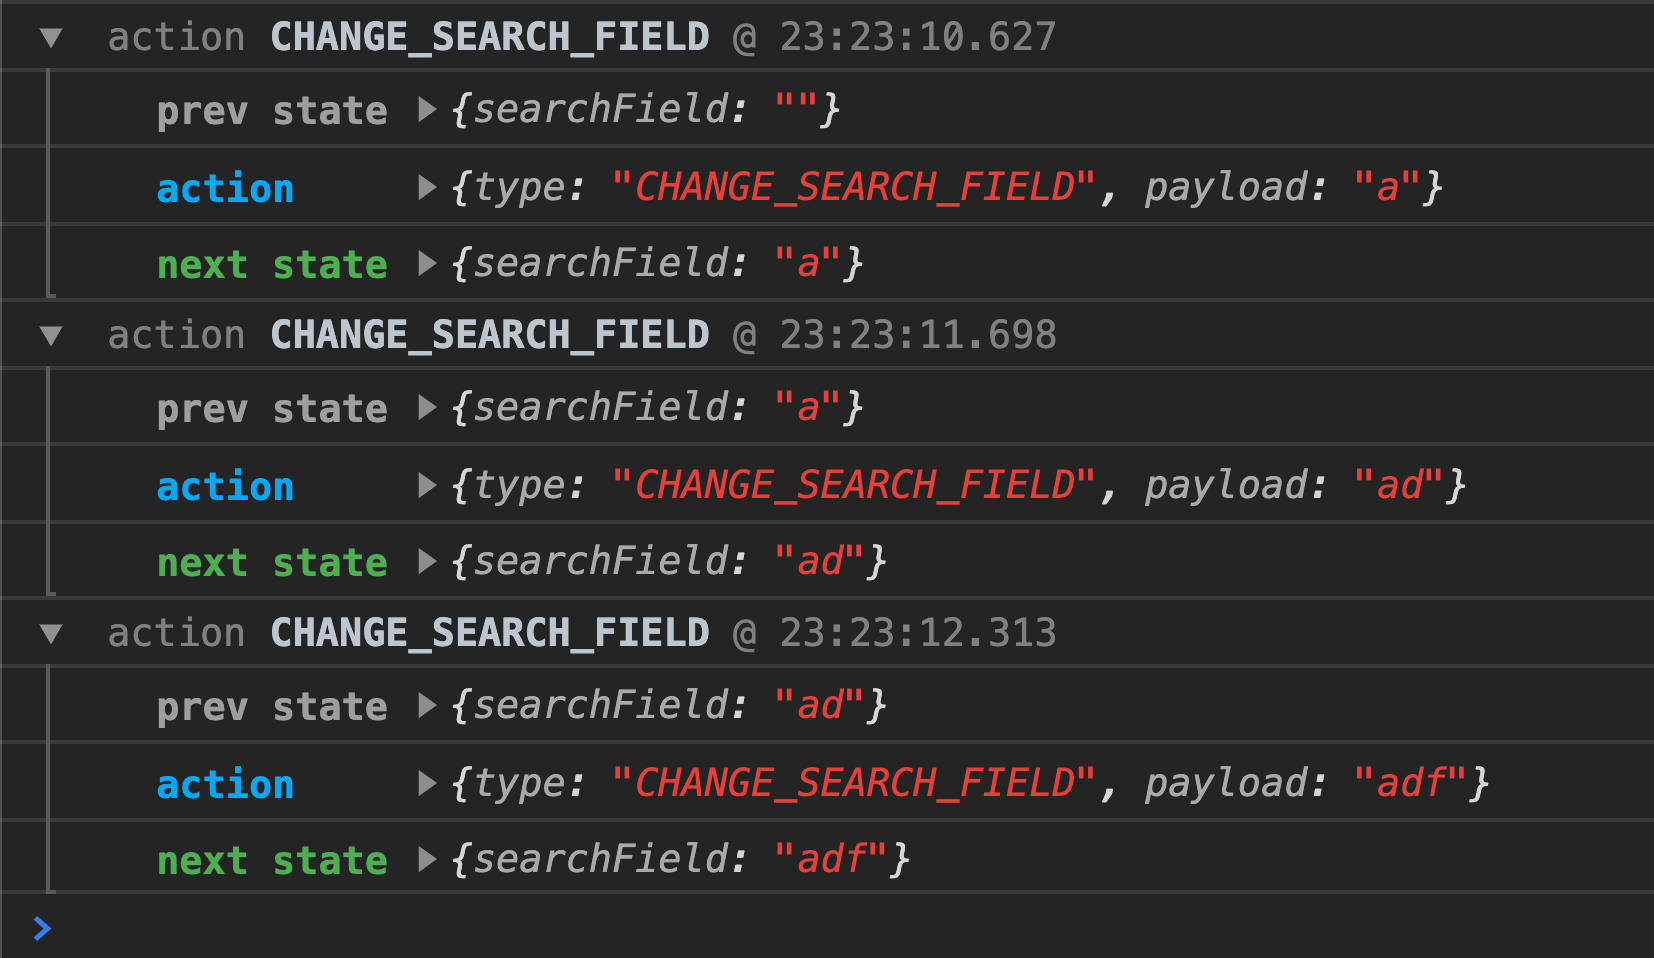 ▼ action CHANGE_SEARCH_FIELD @ 23:23:10.627
prev state ▶ {searchField: ""}
action ▶ {type: "CHANGE_SEARCH_FIELD", payload: "a"}
next state ▶ {searchField: "a"}
▼ action CHANGE_SEARCH_FIELD @ 23:23:11.698
prev state ▶ {searchField: "a"}
action ▶ {type: "CHANGE_SEARCH_FIELD", payload: "ad"}
next state ▶ {searchField: "ad"}
▼ action CHANGE_SEARCH_FIELD @ 23:23:12.313
prev state ▶ {searchField: "ad"}
action ▶ {type: "CHANGE_SEARCH_FIELD", payload: "adf"}
next state ▶ {searchField: "adf"}
>